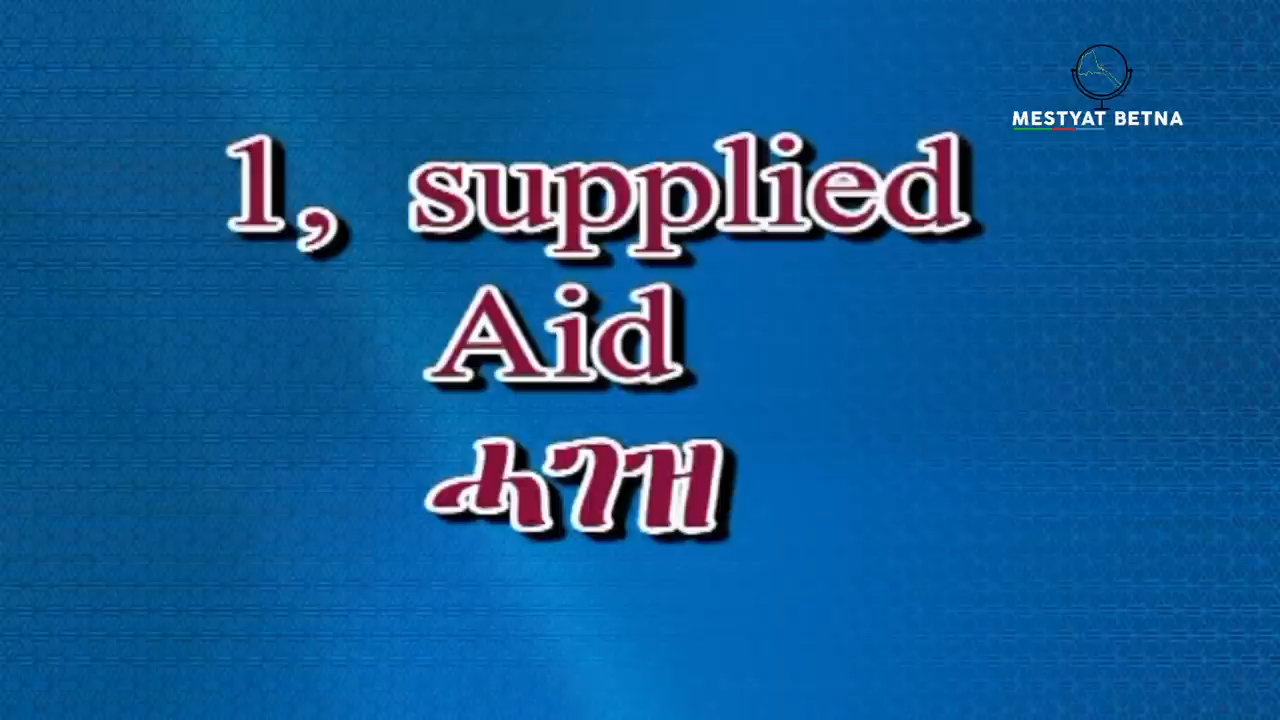 MESTYAT BETNA
1, supplied
Aid
ሓገዝ